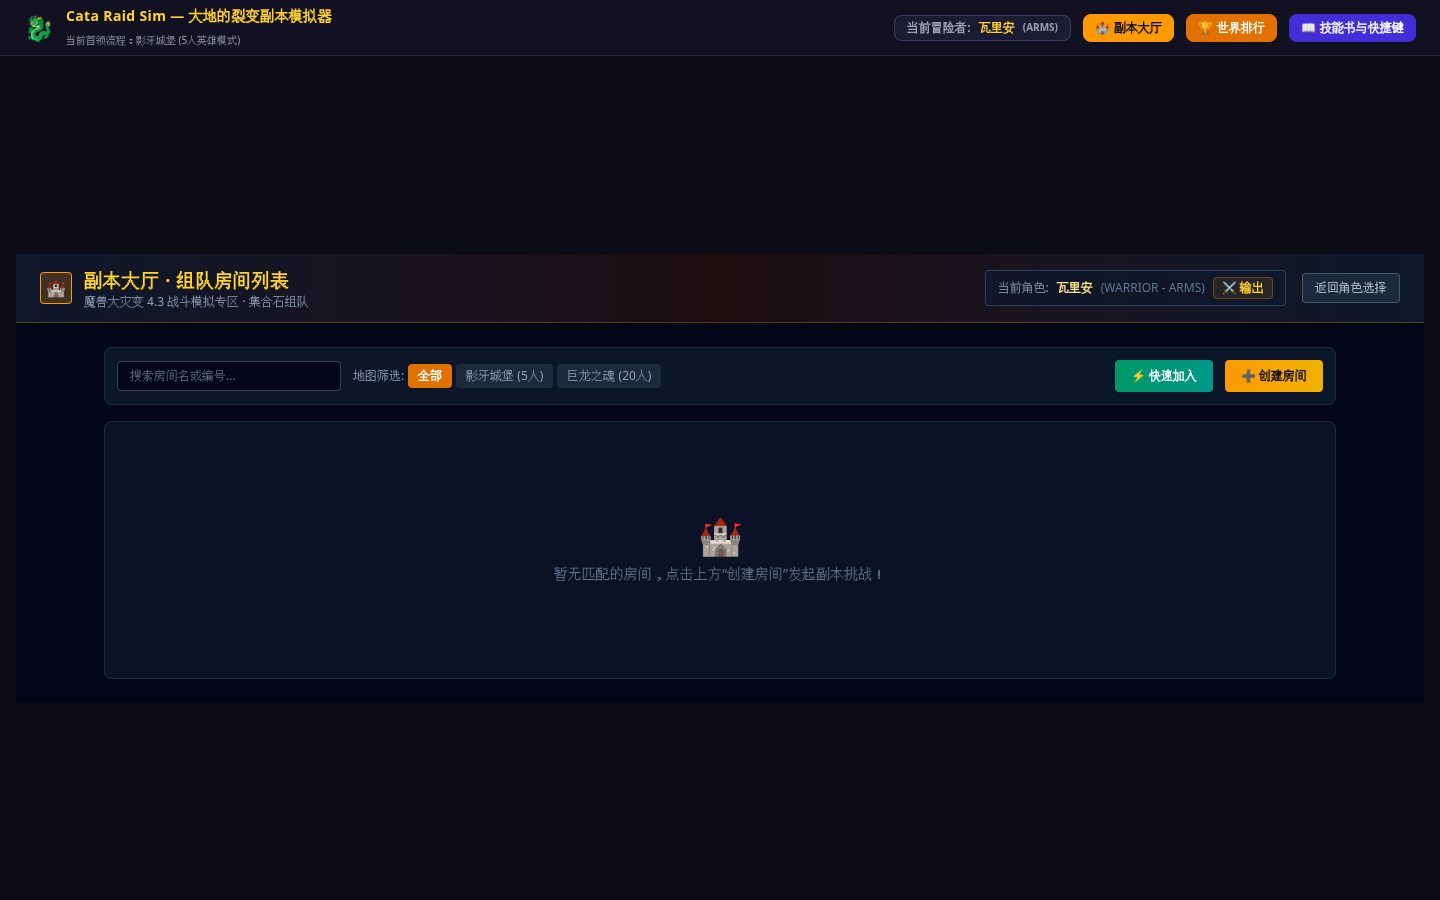 Cata Raid Sim — 大地的裂变副本模拟器
当前首领流程：影牙城堡 (5人英雄模式)
当前冒险者: 瓦里安 (ARMS)
副本大厅
世界排行
技能书与快捷键
副本大厅 · 组队房间列表
魔兽大灾变 4.3 战斗模拟专区 · 集合石组队
当前角色: 瓦里安 (WARRIOR - ARMS) 输出
返回角色选择
搜索房间名或编号...
地图筛选: 全部 影牙城堡 (5人) 巨龙之魂 (20人)
快速加入
创建房间
暂无匹配的房间，点击上方“创建房间”发起副本挑战！